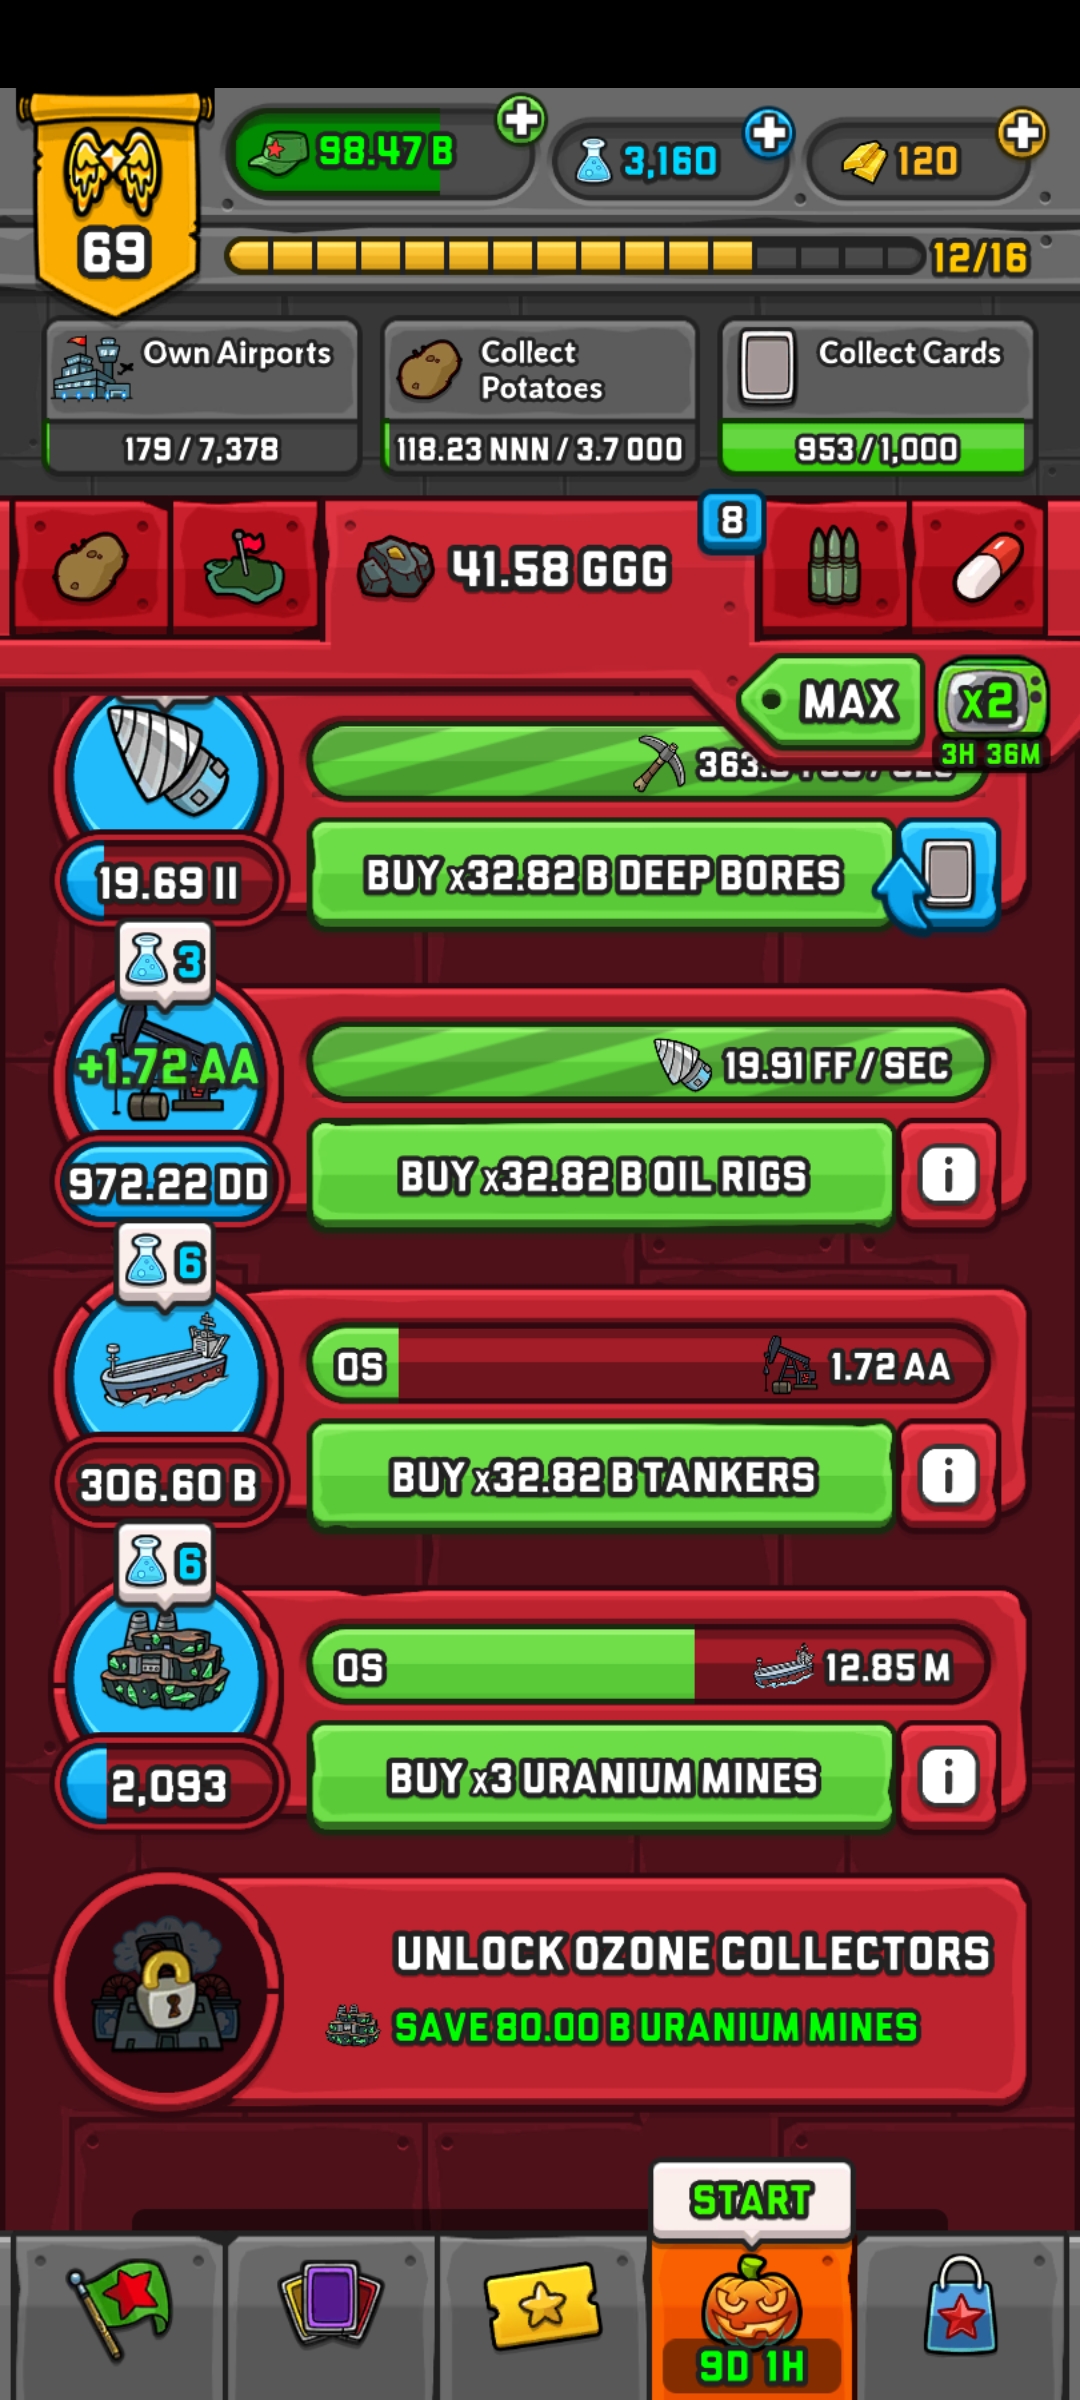 98.47 B
3,160
120
69
12/16
Own Airports
179 / 7,378
Collect
Potatoes
118.23 NNN / 3.7 OOO
Collect Cards
953 / 1,000
41.58 GGG
8
MAX
x2
3H 36M
19.69 II
BUY x32.82 B DEEP BORES
3
+1.72 AA
19.91 FF / SEC
972.22 DD
BUY x32.82 B OIL RIGS
6
0S
1.72 AA
306.60 B
BUY x32.82 B TANKERS
6
0S
12.85 M
2,093
BUY x3 URANIUM MINES
UNLOCK OZONE COLLECTORS
SAVE 80.00 B URANIUM MINES
START
9D 1H